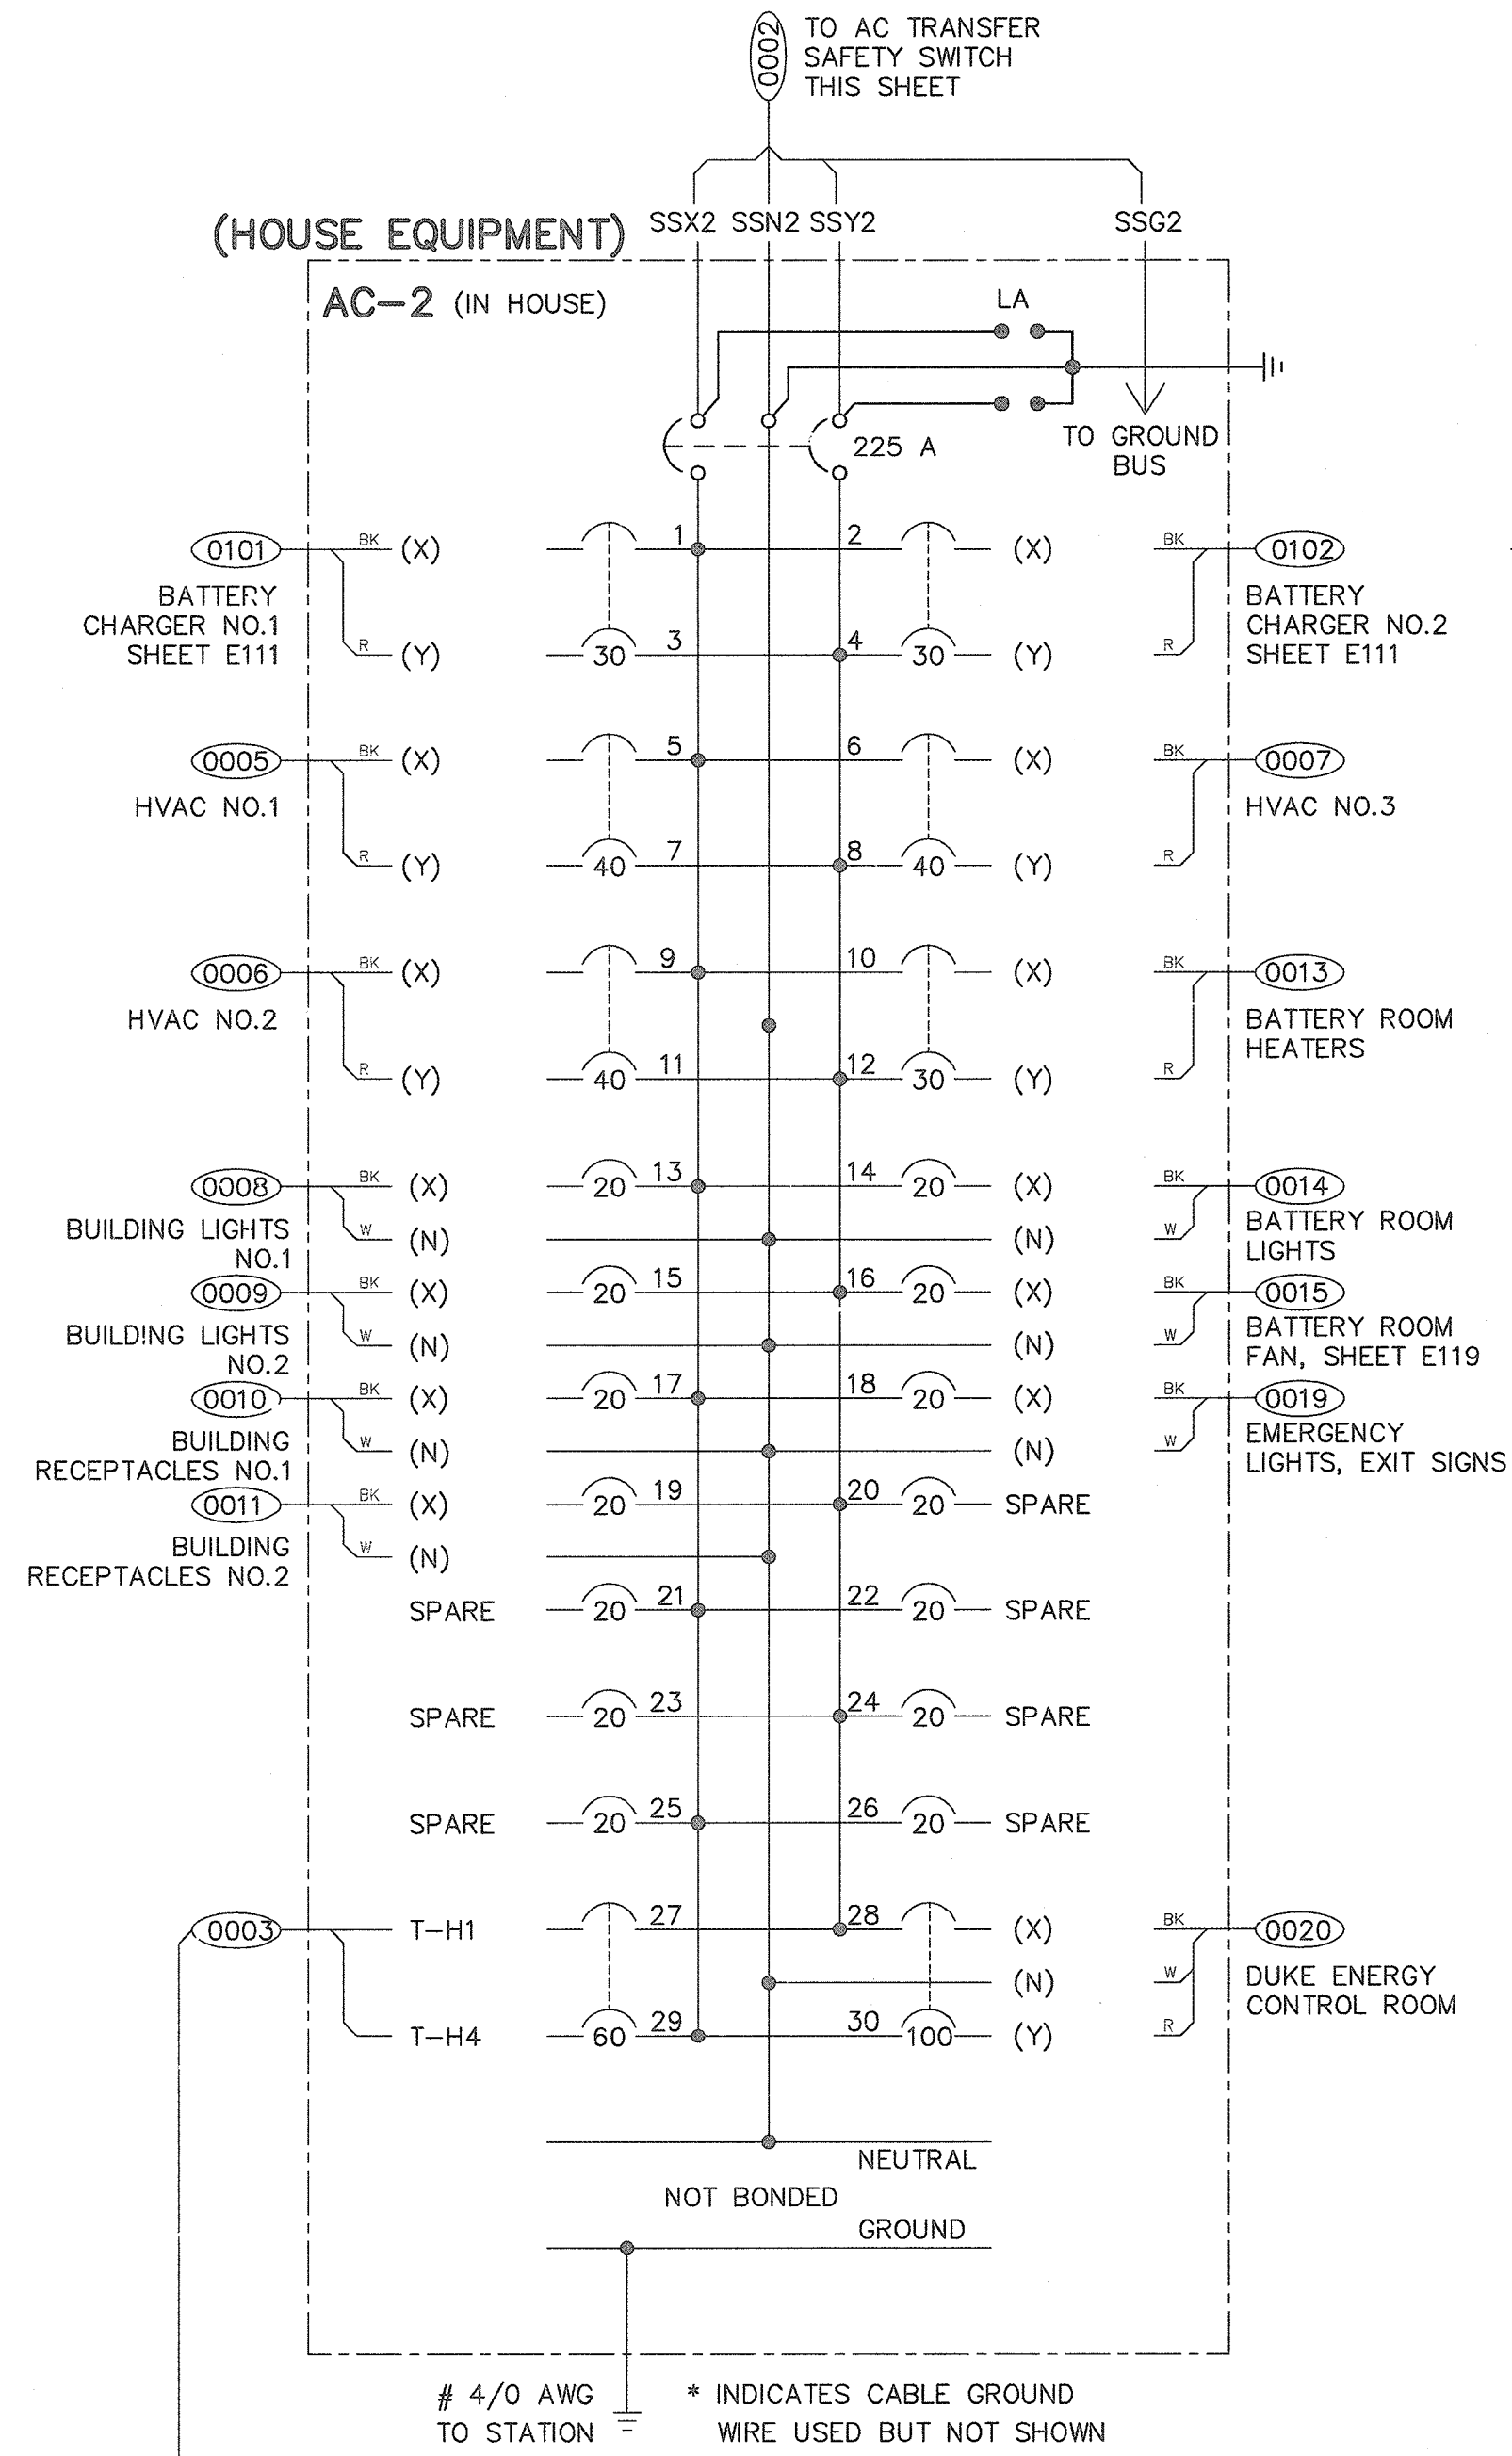 0002
TO AC TRANSFER
SAFETY SWITCH
THIS SHEET
(HOUSE EQUIPMENT)
SSX2 SSN2 SSY2 SSG2
AC-2 (IN HOUSE)
LA
225 A
TO GROUND
BUS
0101 BK (X) 1 2 (X) BK 0102
BATTERY
CHARGER NO.1
SHEET E111
BATTERY
CHARGER NO.2
SHEET E111
R (Y) 30 3 4 30 (Y) R
0005 BK (X) 5 6 (X) BK 0007
HVAC NO.1
HVAC NO.3
R (Y) 40 7 8 40 (Y) R
0006 BK (X) 9 10 (X) BK 0013
HVAC NO.2
BATTERY ROOM
HEATERS
R (Y) 40 11 12 30 (Y) R
0008 BK (X) 20 13 14 20 (X) BK 0014
BUILDING LIGHTS
NO.1
W (N) (N) W
BATTERY ROOM
LIGHTS
0009 BK (X) 20 15 16 20 (X) BK 0015
BUILDING LIGHTS
NO.2
W (N) (N) W
BATTERY ROOM
FAN, SHEET E119
0010 BK (X) 20 17 18 20 (X) BK 0019
BUILDING
RECEPTACLES NO.1
W (N) (N) W
EMERGENCY
LIGHTS, EXIT SIGNS
0011 BK (X) 20 19 20 20 SPARE
BUILDING
RECEPTACLES NO.2
W (N)
SPARE 20 21 22 20 SPARE
SPARE 20 23 24 20 SPARE
SPARE 20 25 26 20 SPARE
0003 T-H1 27 28 (X) BK 0020
(N) W
DUKE ENERGY
CONTROL ROOM
T-H4 60 29 30 100 (Y) R
NEUTRAL
NOT BONDED
GROUND
# 4/0 AWG
TO STATION
* INDICATES CABLE GROUND
WIRE USED BUT NOT SHOWN